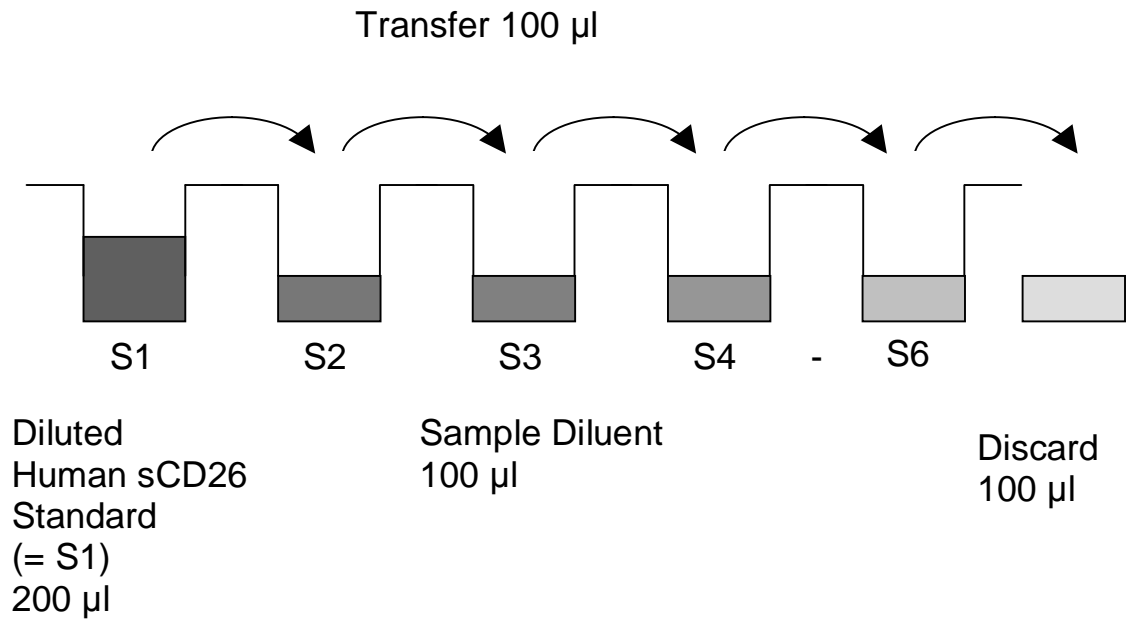 Transfer 100 µl
S1 S2 S3 S4 - S6
Diluted
Human sCD26
Standard
(= S1)
200 µl
Sample Diluent
100 µl
Discard
100 µl